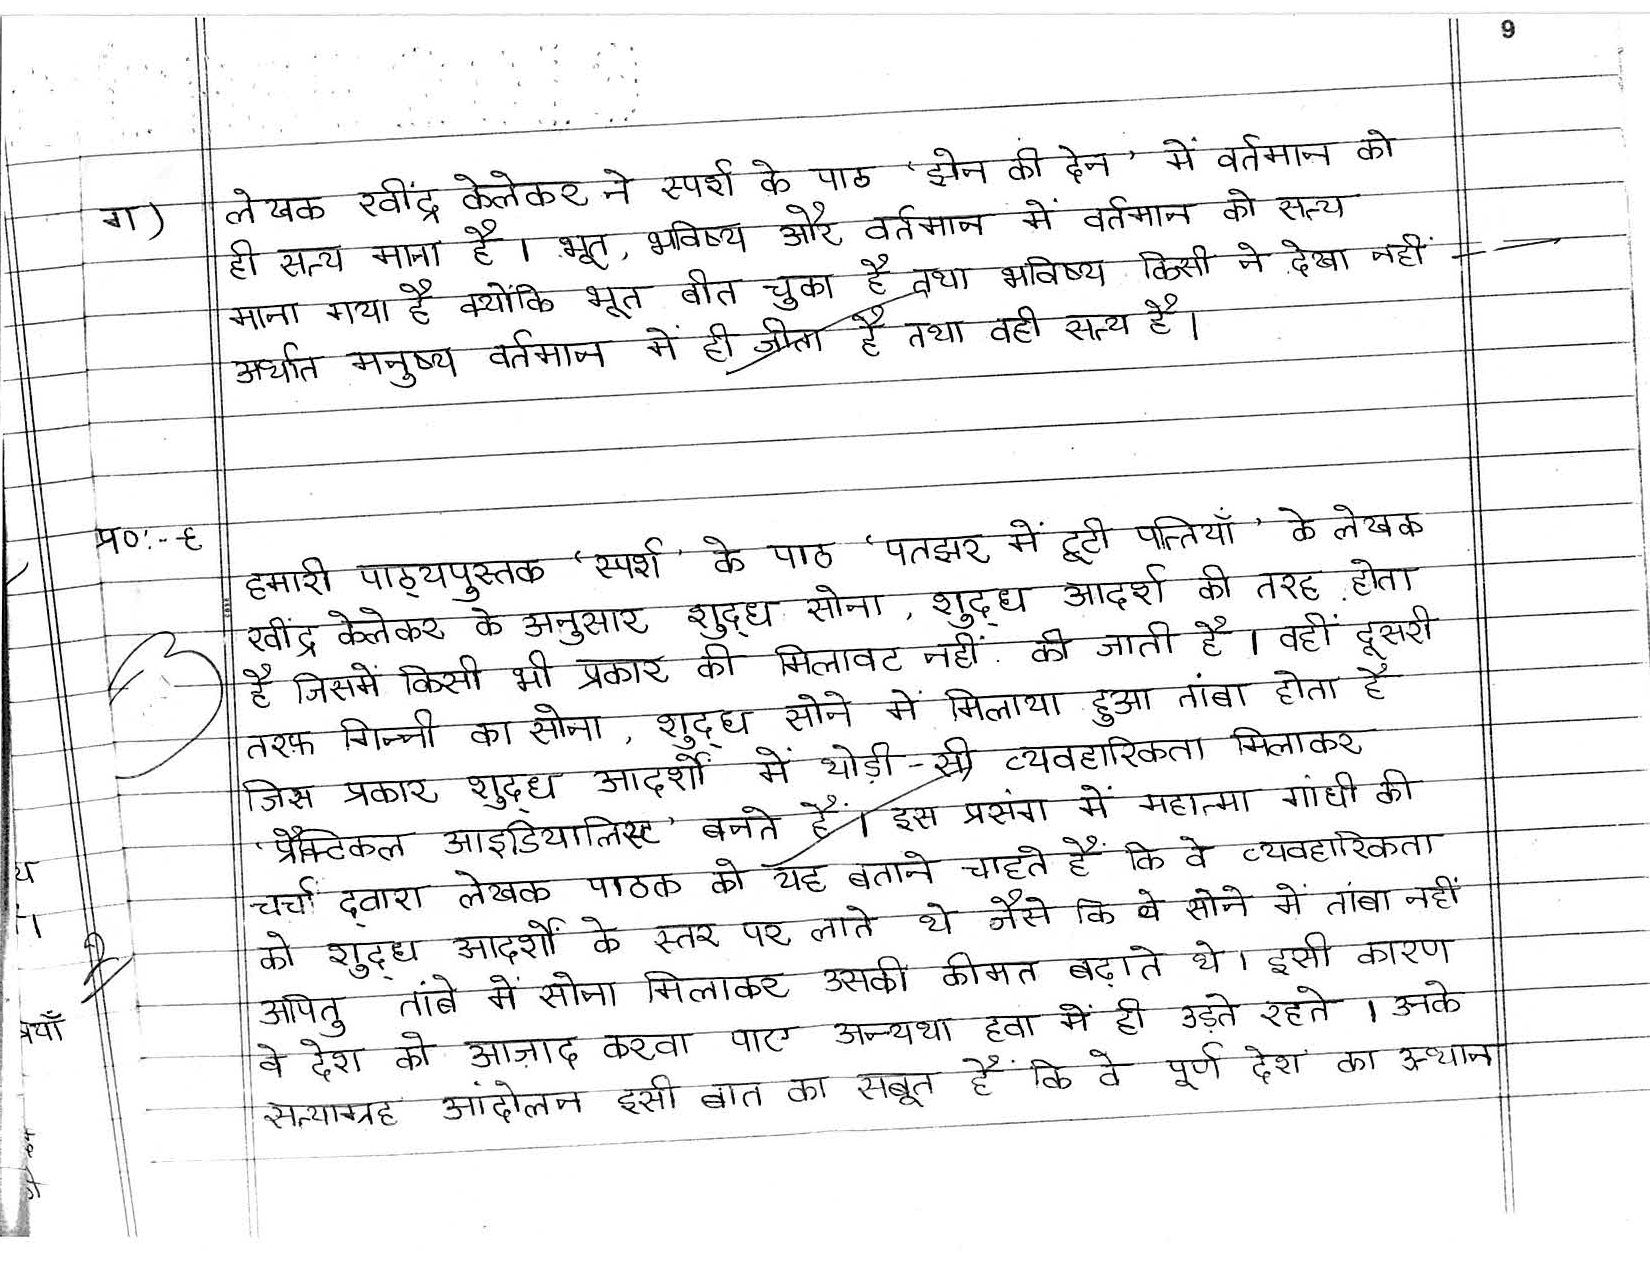 9
ग) लेखक रवींद्र केलेकर ने स्पर्श के पाठ 'झेन की देन' में वर्तमान को
ही सत्य माना है । भूत, भविष्य और वर्तमान में वर्तमान को सत्य
माना गया है क्योंकि भूत बीत चुका है तथा भविष्य किसी ने देखा नहीं
अर्थात मनुष्य वर्तमान में ही जीता है तथा वही सत्य है ।
प्र०:- ६
हमारी पाठ्यपुस्तक 'स्पर्श' के पाठ 'पतझर में टूटी पत्तियाँ' के लेखक
रवींद्र केलेकर के अनुसार शुद्ध सोना, शुद्ध आदर्श की तरह होता
है जिसमें किसी भी प्रकार की मिलावट नहीं की जाती है । वहीं दूसरी
3
तरफ़ गिन्नी का सोना, शुद्ध सोने में मिलाया हुआ तांबा होता है
जिस प्रकार शुद्ध आदर्शों में थोड़ी-सी व्यवहारिकता मिलाकर
'प्रैक्टिकल आइडियालिस्ट' बनते हैं । इस प्रसंग में महात्मा गांधी की
चर्चा द्वारा लेखक पाठक को यह बताने चाहते हैं कि वे व्यवहारिकता
को शुद्ध आदर्शों के स्तर पर लाते थे जैसे कि वे सोने में तांबा नहीं
अपितु तांबे में सोना मिलाकर उसकी कीमत बढ़ाते थे । इसी कारण
वे देश को आज़ाद करवा पाए अन्यथा हवा में ही उड़ते रहते । उनके
सत्याग्रह आंदोलन इसी बात का सबूत हैं कि वे पूर्ण देश का उत्थान